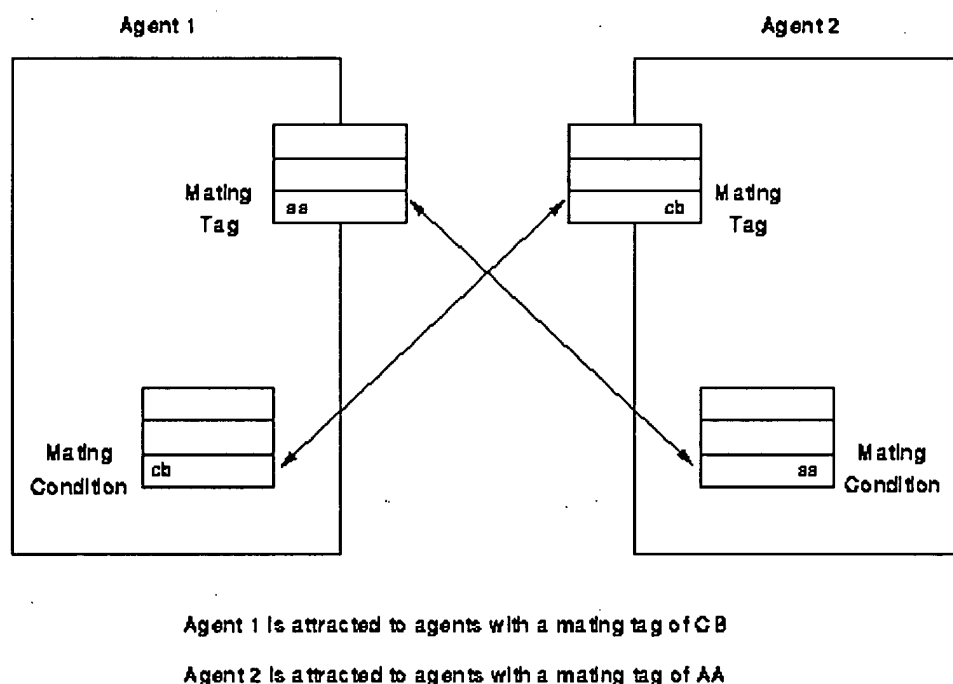 Agent 1
Agent 2
Mating
Tag
aa
cb
Mating
Tag
Mating
Condition
cb
aa
Mating
Condition
Agent 1 is attracted to agents with a mating tag of CB
Agent 2 is attracted to agents with a mating tag of AA